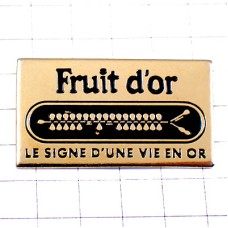 Fruit d'or
LE SIGNE D'UNE VIE EN OR